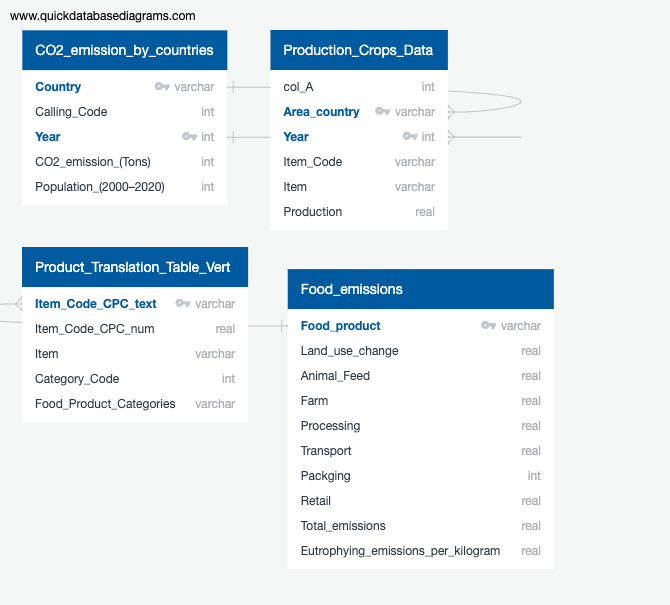 www.quickdatabasediagrams.com
CO2_emission_by_countries
Country varchar
Calling_Code int
Year int
CO2_emission_(Tons) int
Population_(2000–2020) int
Production_Crops_Data
col_A int
Area_country varchar
Year int
Item_Code varchar
Item varchar
Production real
Product_Translation_Table_Vert
Item_Code_CPC_text varchar
Item_Code_CPC_num real
Item varchar
Category_Code int
Food_Product_Categories varchar
Food_emissions
Food_product varchar
Land_use_change real
Animal_Feed real
Farm real
Processing real
Transport real
Packging int
Retail real
Total_emissions real
Eutrophying_emissions_per_kilogram real